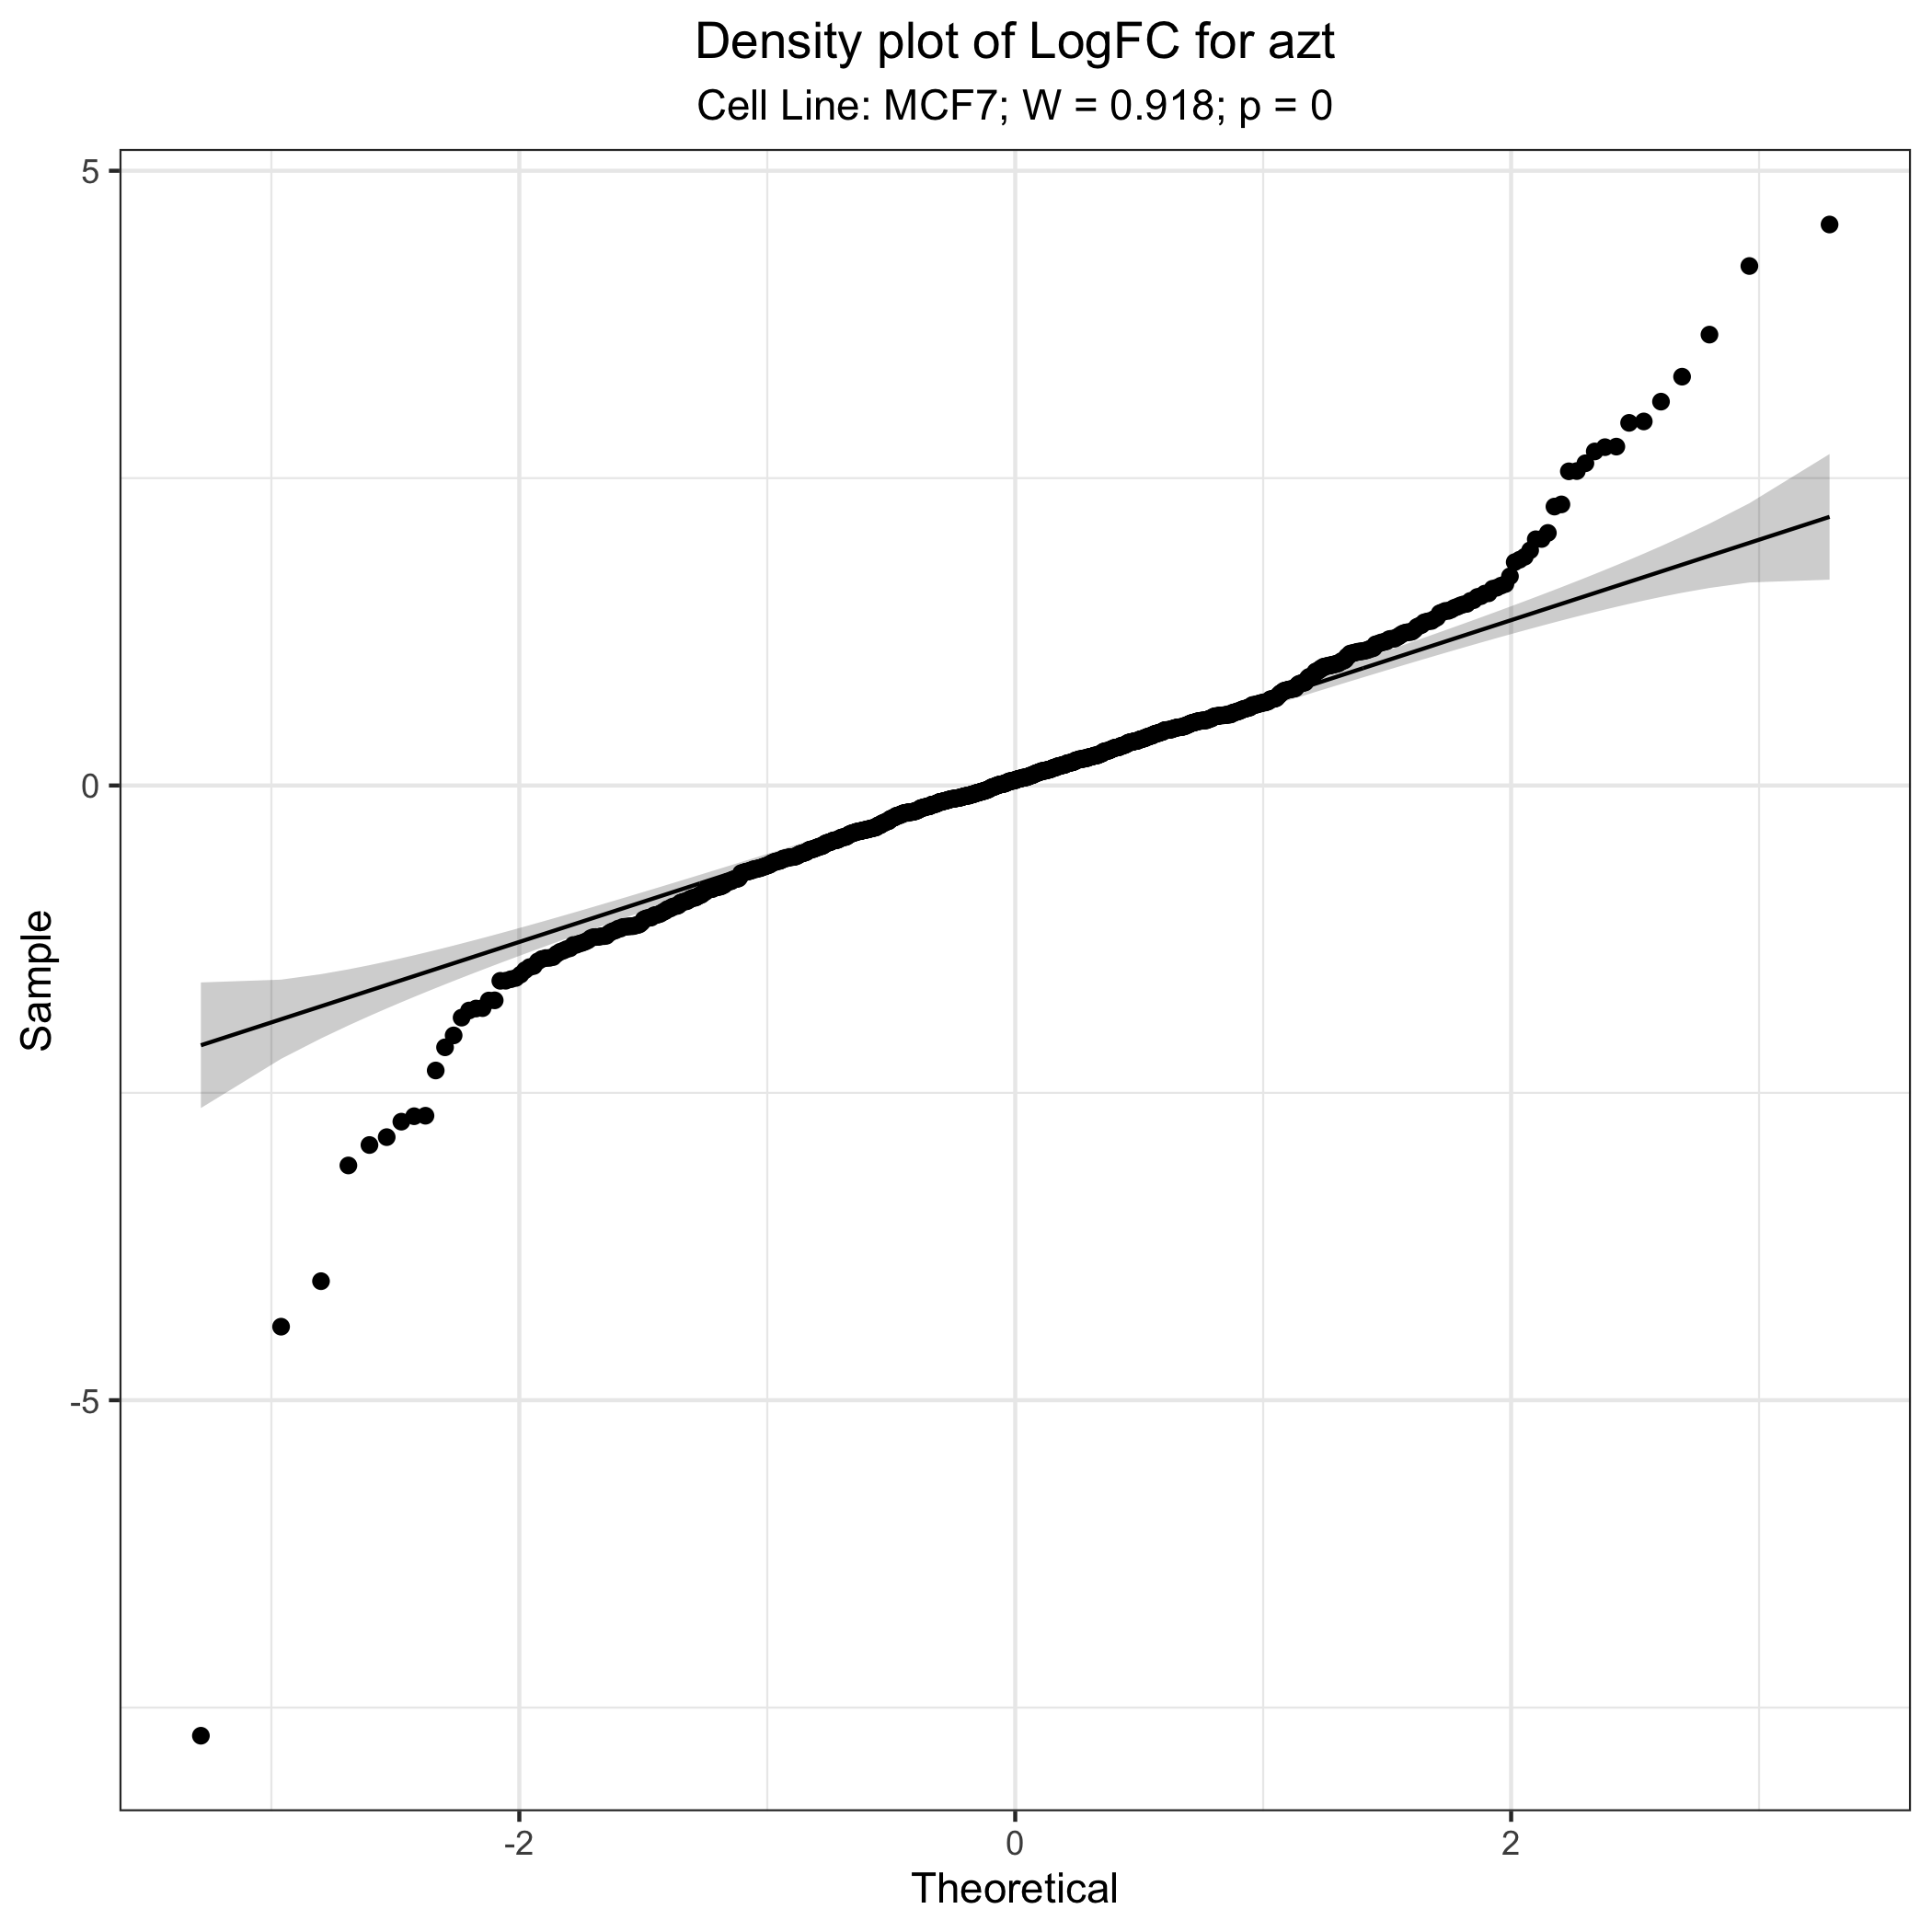 Density plot of LogFC for azt
Cell Line: MCF7; W = 0.918; p = 0
5
0
-5
Sample
-2
0
2
Theoretical